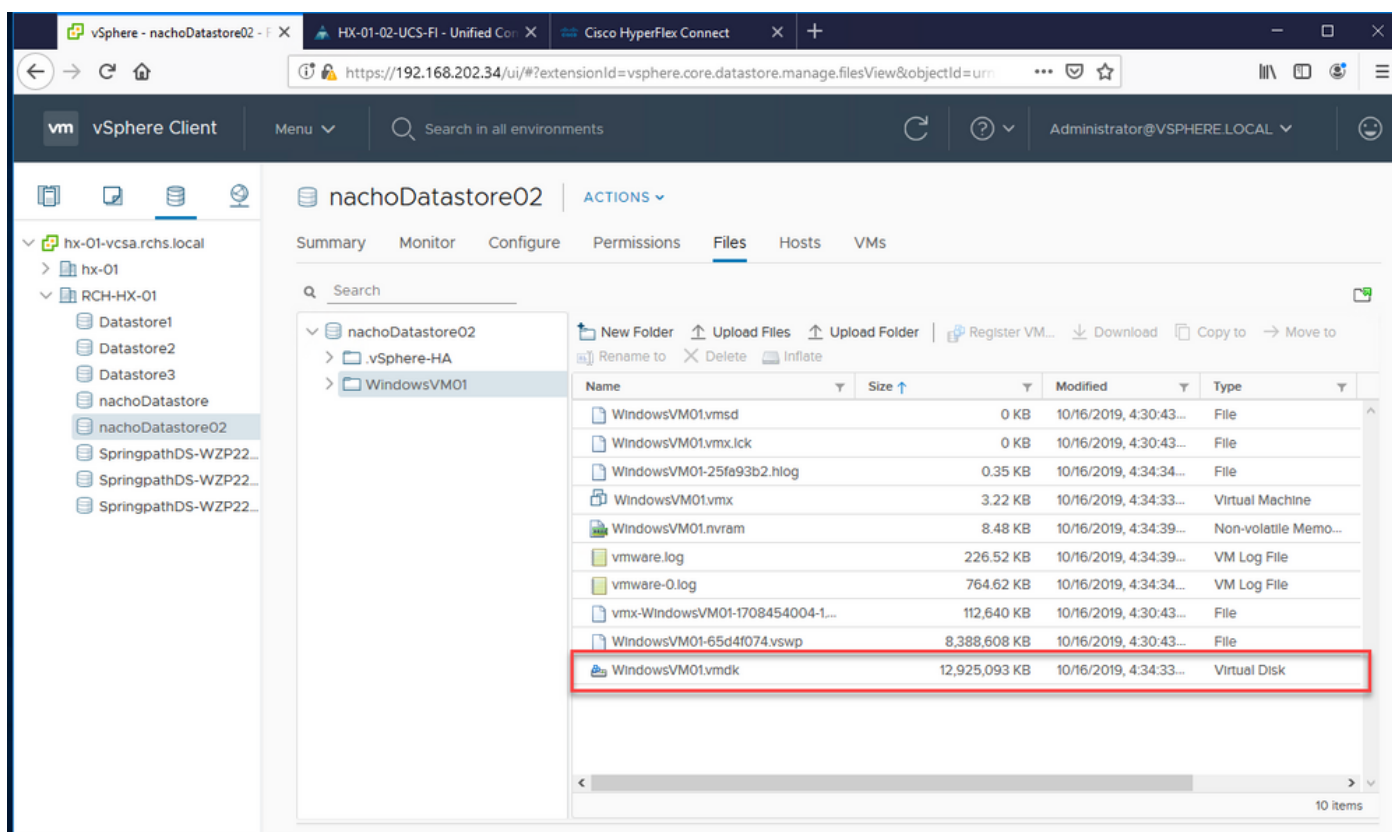 vSphere - nachoDatastore02 - F
HX-01-02-UCS-FI - Unified Con
Cisco HyperFlex Connect
https://192.168.202.34/ui/#?extensionId=vsphere.core.datastore.manage.filesView&objectId=urn
vm vSphere Client Menu Search in all environments Administrator@VSPHERE.LOCAL
nachoDatastore02 ACTIONS
Summary Monitor Configure Permissions Files Hosts VMs
hx-01-vcsa.rchs.local
hx-01
RCH-HX-01
Datastore1
Datastore2
Datastore3
nachoDatastore
nachoDatastore02
SpringpathDS-WZP22...
SpringpathDS-WZP22...
SpringpathDS-WZP22...
Search
nachoDatastore02
.vSphere-HA
WindowsVM01
New Folder Upload Files Upload Folder Register VM... Download Copy to Move to
Rename to Delete Inflate
Name Size Modified Type
WindowsVM01.vmsd 0 KB 10/16/2019, 4:30:43... File
WindowsVM01.vmx.lck 0 KB 10/16/2019, 4:30:43... File
WindowsVM01-25fa93b2.hlog 0.35 KB 10/16/2019, 4:34:34... File
WindowsVM01.vmx 3.22 KB 10/16/2019, 4:34:33... Virtual Machine
WindowsVM01.nvram 8.48 KB 10/16/2019, 4:34:39... Non-volatile Memo...
vmware.log 226.52 KB 10/16/2019, 4:34:39... VM Log File
vmware-0.log 764.62 KB 10/16/2019, 4:34:34... VM Log File
vmx-WindowsVM01-1708454004-1.... 112,640 KB 10/16/2019, 4:30:43... File
WindowsVM01-65d4f074.vswp 8,388,608 KB 10/16/2019, 4:30:43... File
WindowsVM01.vmdk 12,925,093 KB 10/16/2019, 4:34:33... Virtual Disk
10 items